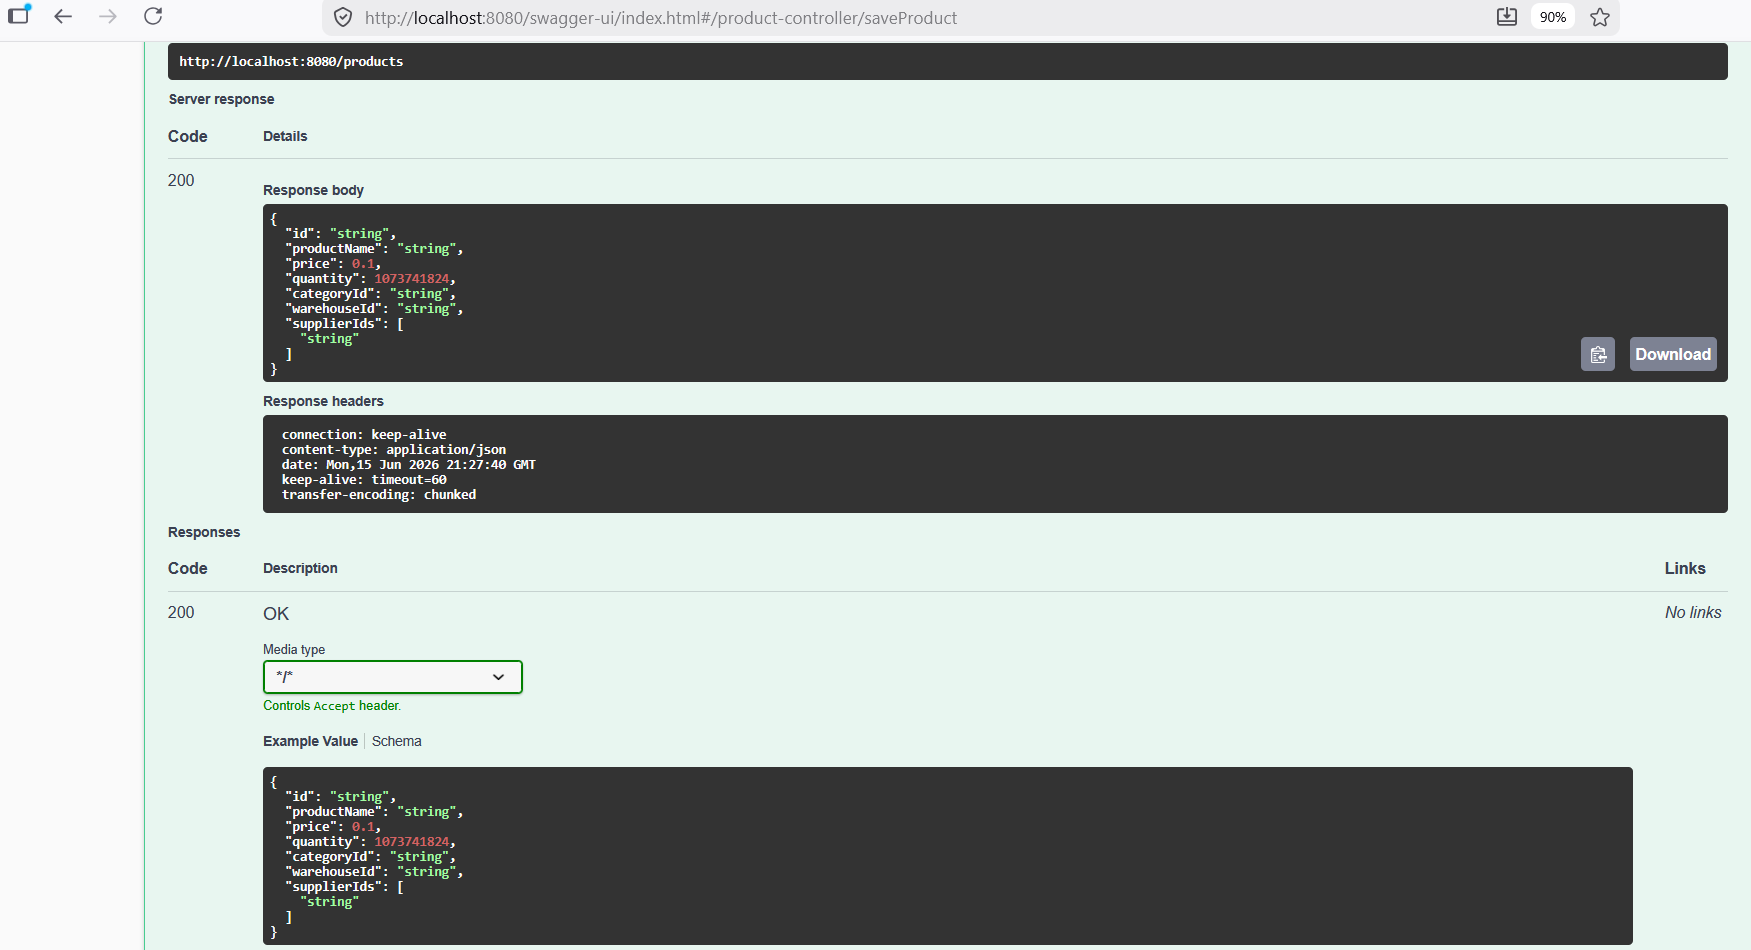 http://localhost:8080/swagger-ui/index.html#/product-controller/saveProduct
90%
http://localhost:8080/products
Server response
Code Details
200
Response body
{
  "id": "string",
  "productName": "string",
  "price": 0.1,
  "quantity": 1073741824,
  "categoryId": "string",
  "warehouseId": "string",
  "supplierIds": [
    "string"
  ]
}
Download
Response headers
connection: keep-alive
content-type: application/json
date: Mon,15 Jun 2026 21:27:40 GMT
keep-alive: timeout=60
transfer-encoding: chunked
Responses
Code Description Links
200 OK No links
Media type
*/*
Controls Accept header.
Example Value Schema
{
  "id": "string",
  "productName": "string",
  "price": 0.1,
  "quantity": 1073741824,
  "categoryId": "string",
  "warehouseId": "string",
  "supplierIds": [
    "string"
  ]
}